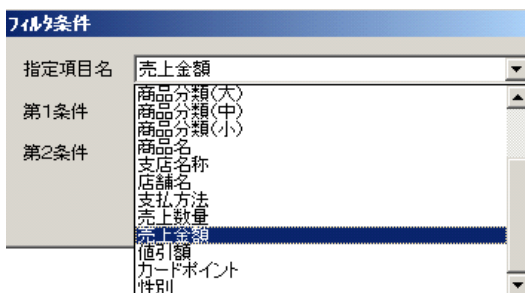 フィルタ条件
指定項目名 売上金額
商品分類(大)
第1条件 商品分類(中)
商品分類(小)
第2条件 商品名
支店名称
店舗名
支払方法
売上数量
売上金額
値引額
カードポイント
性別